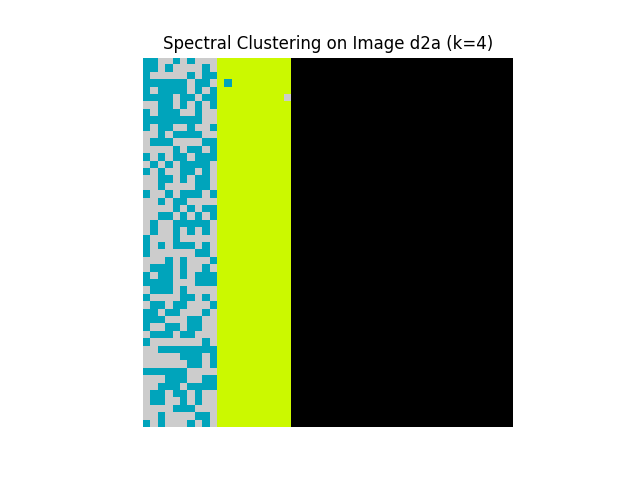 Spectral Clustering on Image d2a (k=4)